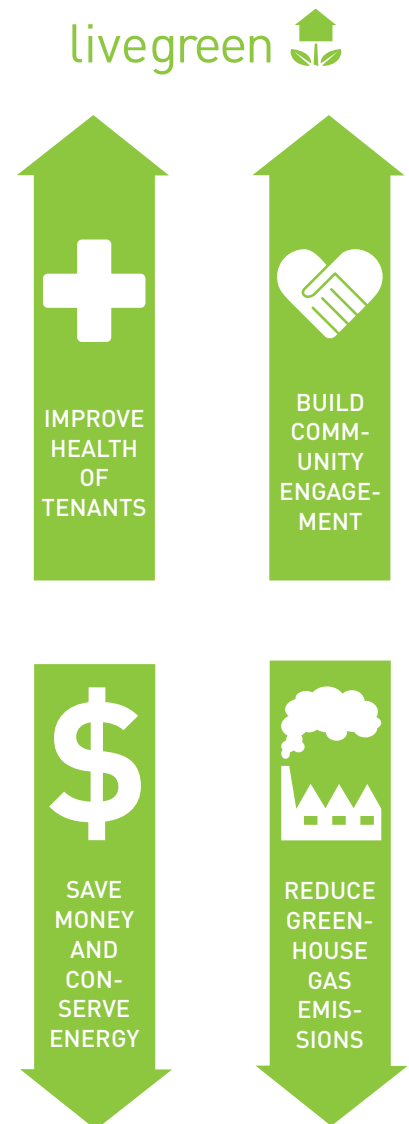 livegreen
IMPROVE
HEALTH
OF
TENANTS
BUILD
COMM-
UNITY
ENGAGE-
MENT
$
SAVE
MONEY
AND
CON-
SERVE
ENERGY
REDUCE
GREEN-
HOUSE
GAS
EMIS-
SIONS